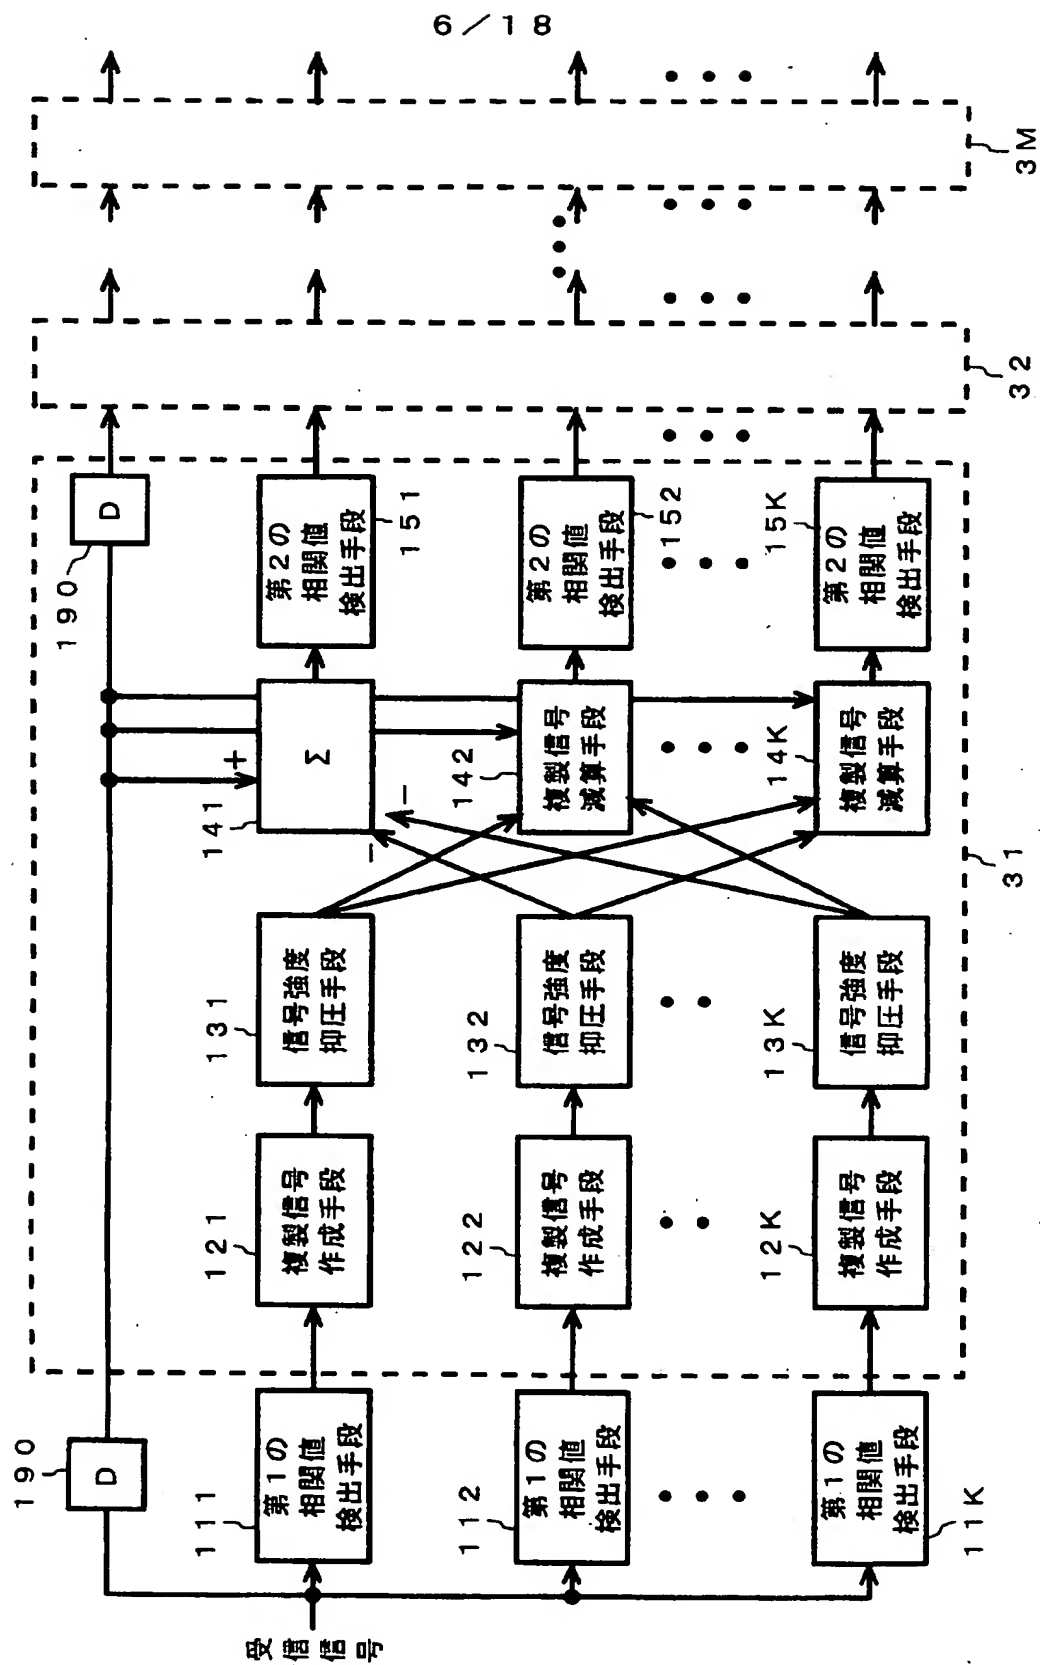 6/18
受信信号
190
D
111
第1の
相関値
検出手段
112
第1の
相関値
検出手段
11K
第1の
相関値
検出手段
121
複製信号
作成手段
122
複製信号
作成手段
12K
複製信号
作成手段
131
信号強度
抑圧手段
132
信号強度
抑圧手段
13K
信号強度
抑圧手段
141
+
−
−
Σ
142
複製信号
減算手段
14K
複製信号
減算手段
190
D
第2の
相関値
検出手段
151
第2の
相関値
検出手段
152
第2の
相関値
検出手段
15K
31
32
3M